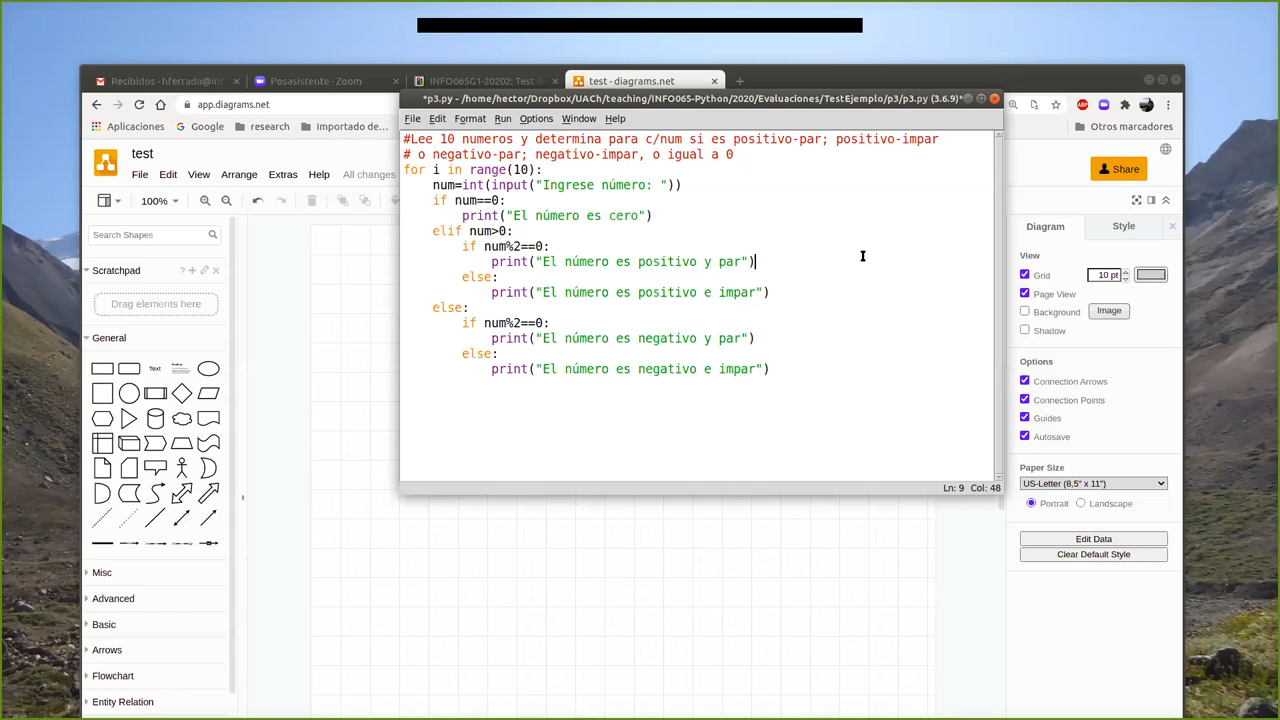 Recibidos - hferrada@inf
Posasistente - Zoom
INFO065G1-20202: Test d
test - diagrams.net
app.diagrams.net
Aplicaciones
research
Importado de…
Otros marcadores
test
File Edit View Arrange Extras Help All changes
Share
100%
Search Shapes
Scratchpad
Drag elements here
General
Text
Misc
Advanced
Basic
Arrows
Flowchart
Entity Relation
*p3.py - /home/hector/Dropbox/UACh/teaching/INFO065-Python/2020/Evaluaciones/TestEjemplo/p3/p3.py (3.6.9)*
File Edit Format Run Options Window Help
#Lee 10 numeros y determina para c/num si es positivo-par; positivo-impar
# o negativo-par; negativo-impar, o igual a 0
for i in range(10):
    num=int(input("Ingrese número: "))
    if num==0:
        print("El número es cero")
    elif num>0:
        if num%2==0:
            print("El número es positivo y par")
        else:
            print("El número es positivo e impar")
    else:
        if num%2==0:
            print("El número es negativo y par")
        else:
            print("El número es negativo e impar")
Ln: 9 Col: 48
Diagram
Style
View
Grid
10 pt
Page View
Background
Image
Shadow
Options
Connection Arrows
Connection Points
Guides
Autosave
Paper Size
US-Letter (8,5" x 11")
Portrait
Landscape
Edit Data
Clear Default Style